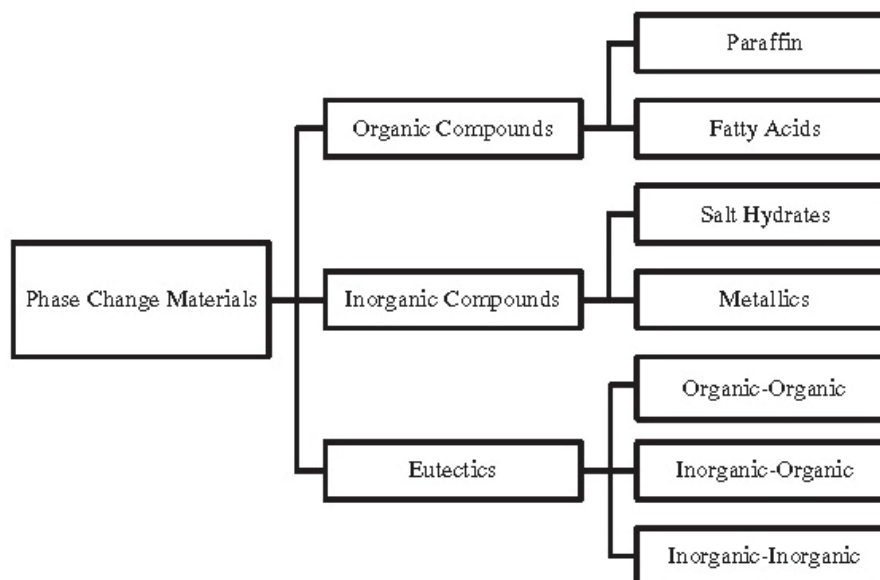 Paraffin
Organic Compounds
Fatty Acids
Salt Hydrates
Phase Change Materials
Inorganic Compounds
Metallics
Organic-Organic
Eutectics
Inorganic-Organic
Inorganic-Inorganic